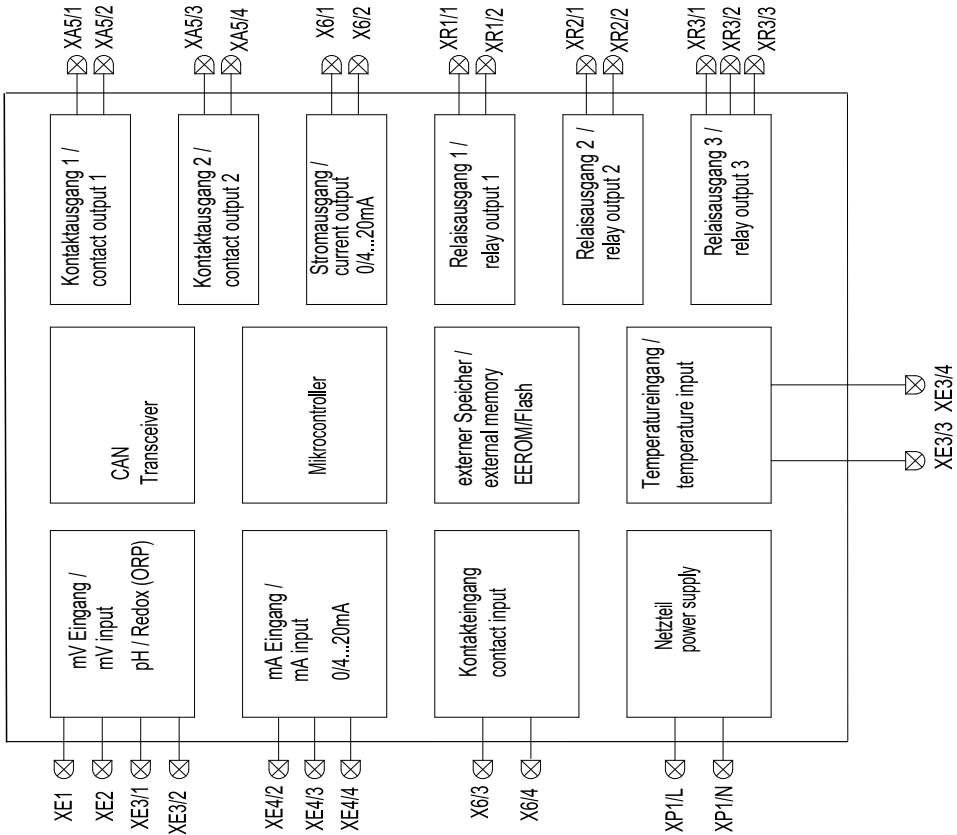 XA5/1
XA5/2
XA5/3
XA5/4
X6/1
X6/2
XR1/1
XR1/2
XR2/1
XR2/2
XR3/1
XR3/2
XR3/3
Kontaktausgang 1 /
contact output 1
Kontaktausgang 2 /
contact output 2
Stromausgang /
current output
0/4...20mA
Relaisausgang 1 /
relay output 1
Relaisausgang 2 /
relay output 2
Relaisausgang 3 /
relay output 3
CAN
Transceiver
Mikrocontroller
externer Speicher /
external memory
EEROM/Flash
Temperatureingang /
temperature input
XE3/3
XE3/4
mV Eingang /
mV input
pH / Redox (ORP)
mA Eingang /
mA input
0/4...20mA
Kontakteingang
contact input
Netzteil
power supply
XE1
XE2
XE3/1
XE3/2
XE4/2
XE4/3
XE4/4
X6/3
X6/4
XP1/L
XP1/N